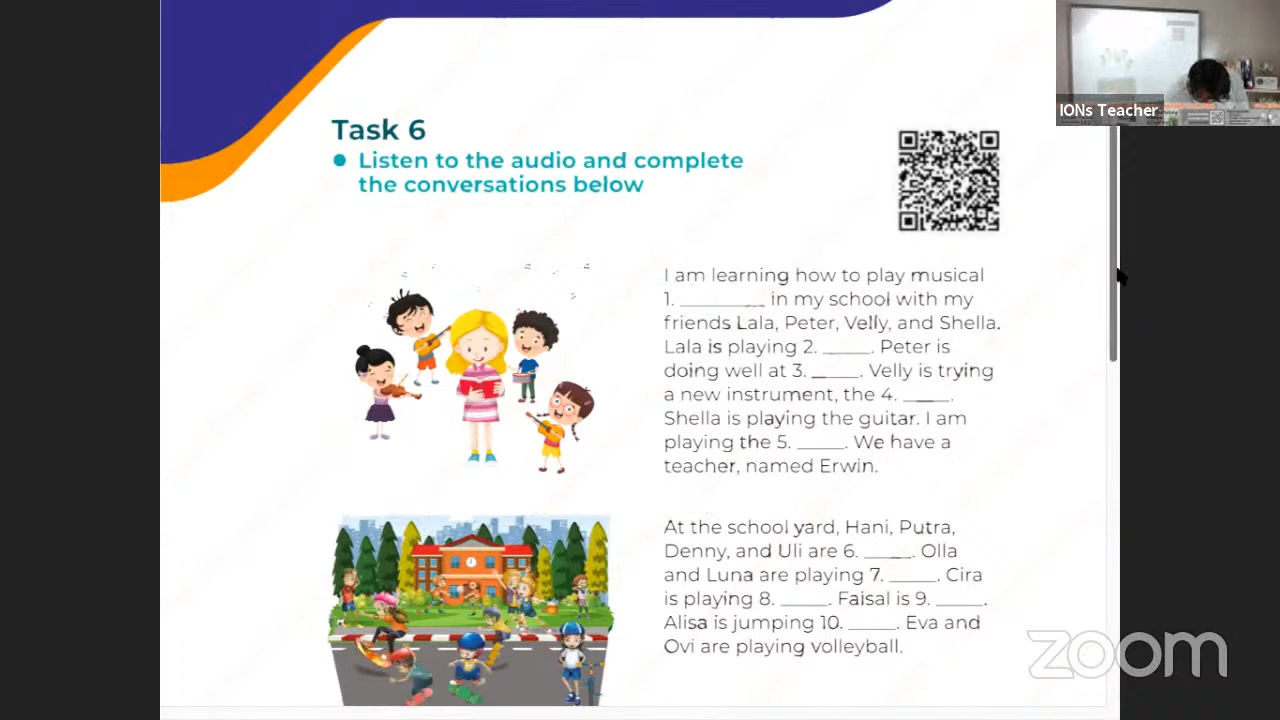 IONs Teacher
Task 6
Listen to the audio and complete
the conversations below
I am learning how to play musical
1. ________ in my school with my
friends Lala, Peter, Velly, and Shella.
Lala is playing 2. _____. Peter is
doing well at 3. _____. Velly is trying
a new instrument, the 4. _____.
Shella is playing the guitar. I am
playing the 5. _____. We have a
teacher, named Erwin.
At the school yard, Hani, Putra,
Denny, and Uli are 6. _____. Olla
and Luna are playing 7. _____. Cira
is playing 8. _____. Faisal is 9. _____.
Alisa is jumping 10. _____. Eva and
Ovi are playing volleyball.
zoom